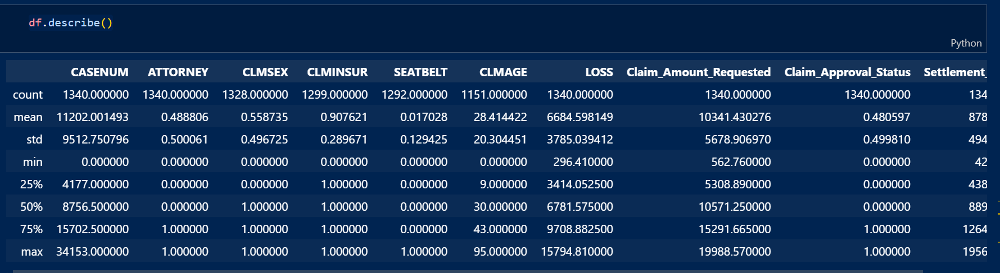 df.describe()
Python
CASENUM ATTORNEY CLMSEX CLMINSUR SEATBELT CLMAGE LOSS Claim_Amount_Requested Claim_Approval_Status Settlement_
count 1340.000000 1340.000000 1328.000000 1299.000000 1292.000000 1151.000000 1340.000000 1340.000000 1340.000000 134
mean 11202.001493 0.488806 0.558735 0.907621 0.017028 28.414422 6684.598149 10341.430276 0.480597 878
std 9512.750796 0.500061 0.496725 0.289671 0.129425 20.304451 3785.039412 5678.906970 0.499810 494
min 0.000000 0.000000 0.000000 0.000000 0.000000 0.000000 296.410000 562.760000 0.000000 42
25% 4177.000000 0.000000 0.000000 1.000000 0.000000 9.000000 3414.052500 5308.890000 0.000000 438
50% 8756.500000 0.000000 1.000000 1.000000 0.000000 30.000000 6781.575000 10571.250000 0.000000 889
75% 15702.500000 1.000000 1.000000 1.000000 0.000000 43.000000 9708.882500 15291.665000 1.000000 1264
max 34153.000000 1.000000 1.000000 1.000000 1.000000 95.000000 15794.810000 19988.570000 1.000000 1956